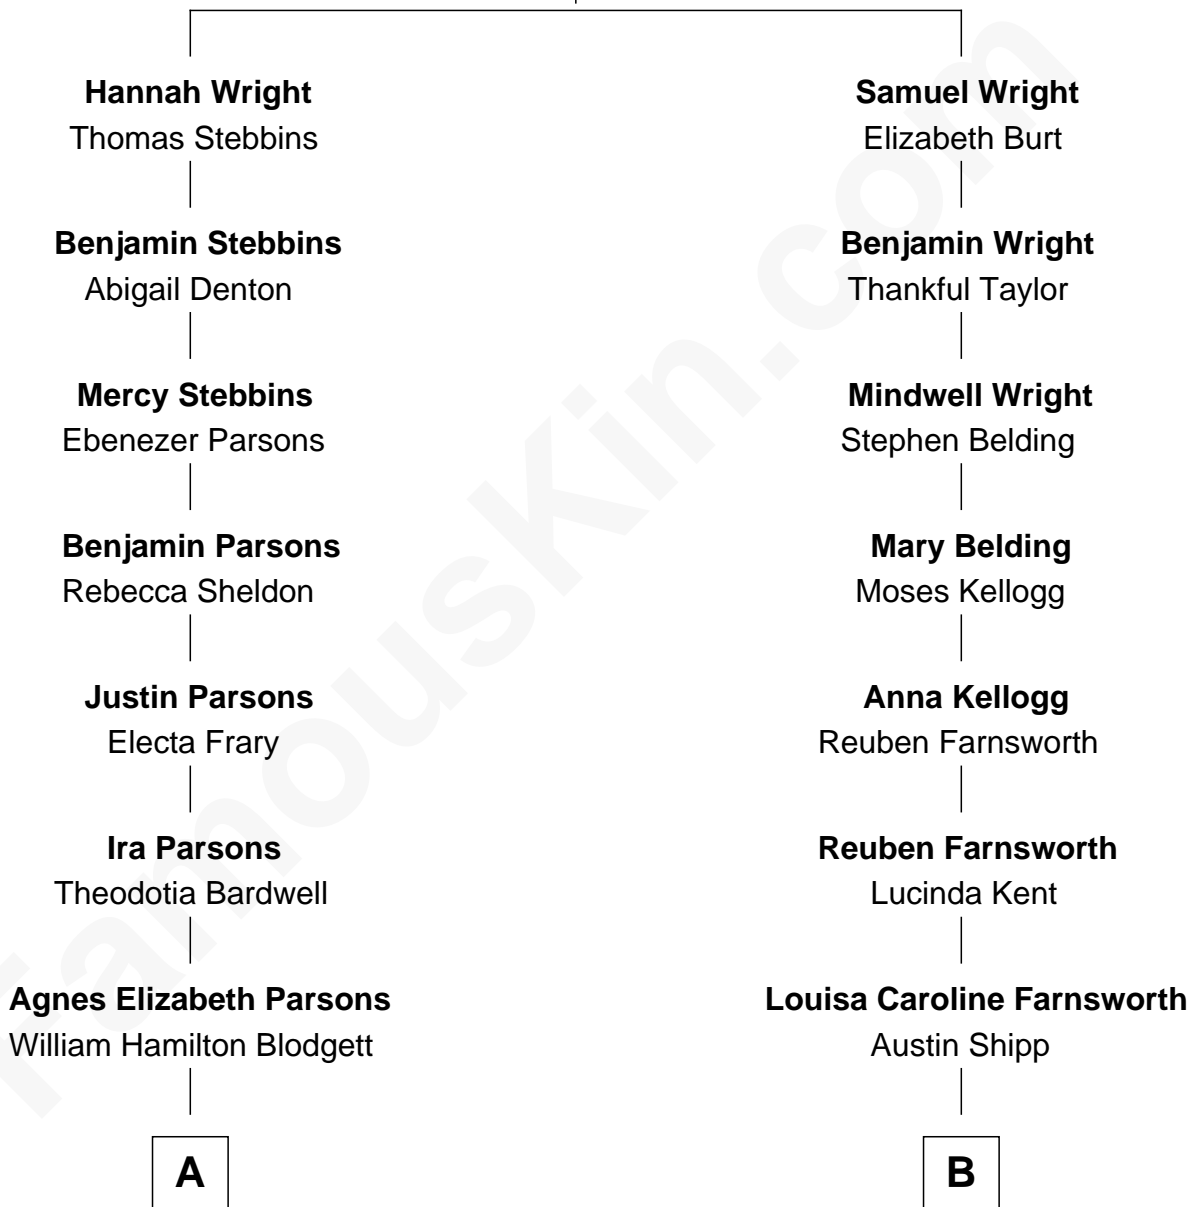 Hannah Wright
Thomas Stebbins
Benjamin Stebbins
Abigail Denton
Mercy Stebbins
Ebenezer Parsons
Benjamin Parsons
Rebecca Sheldon
Justin Parsons
Electa Frary
Ira Parsons
Theodotia Bardwell
Agnes Elizabeth Parsons
William Hamilton Blodgett
A
Samuel Wright
Elizabeth Burt
Benjamin Wright
Thankful Taylor
Mindwell Wright
Stephen Belding
Mary Belding
Moses Kellogg
Anna Kellogg
Reuben Farnsworth
Reuben Farnsworth
Lucinda Kent
Louisa Caroline Farnsworth
Austin Shipp
B
FamousKin.com